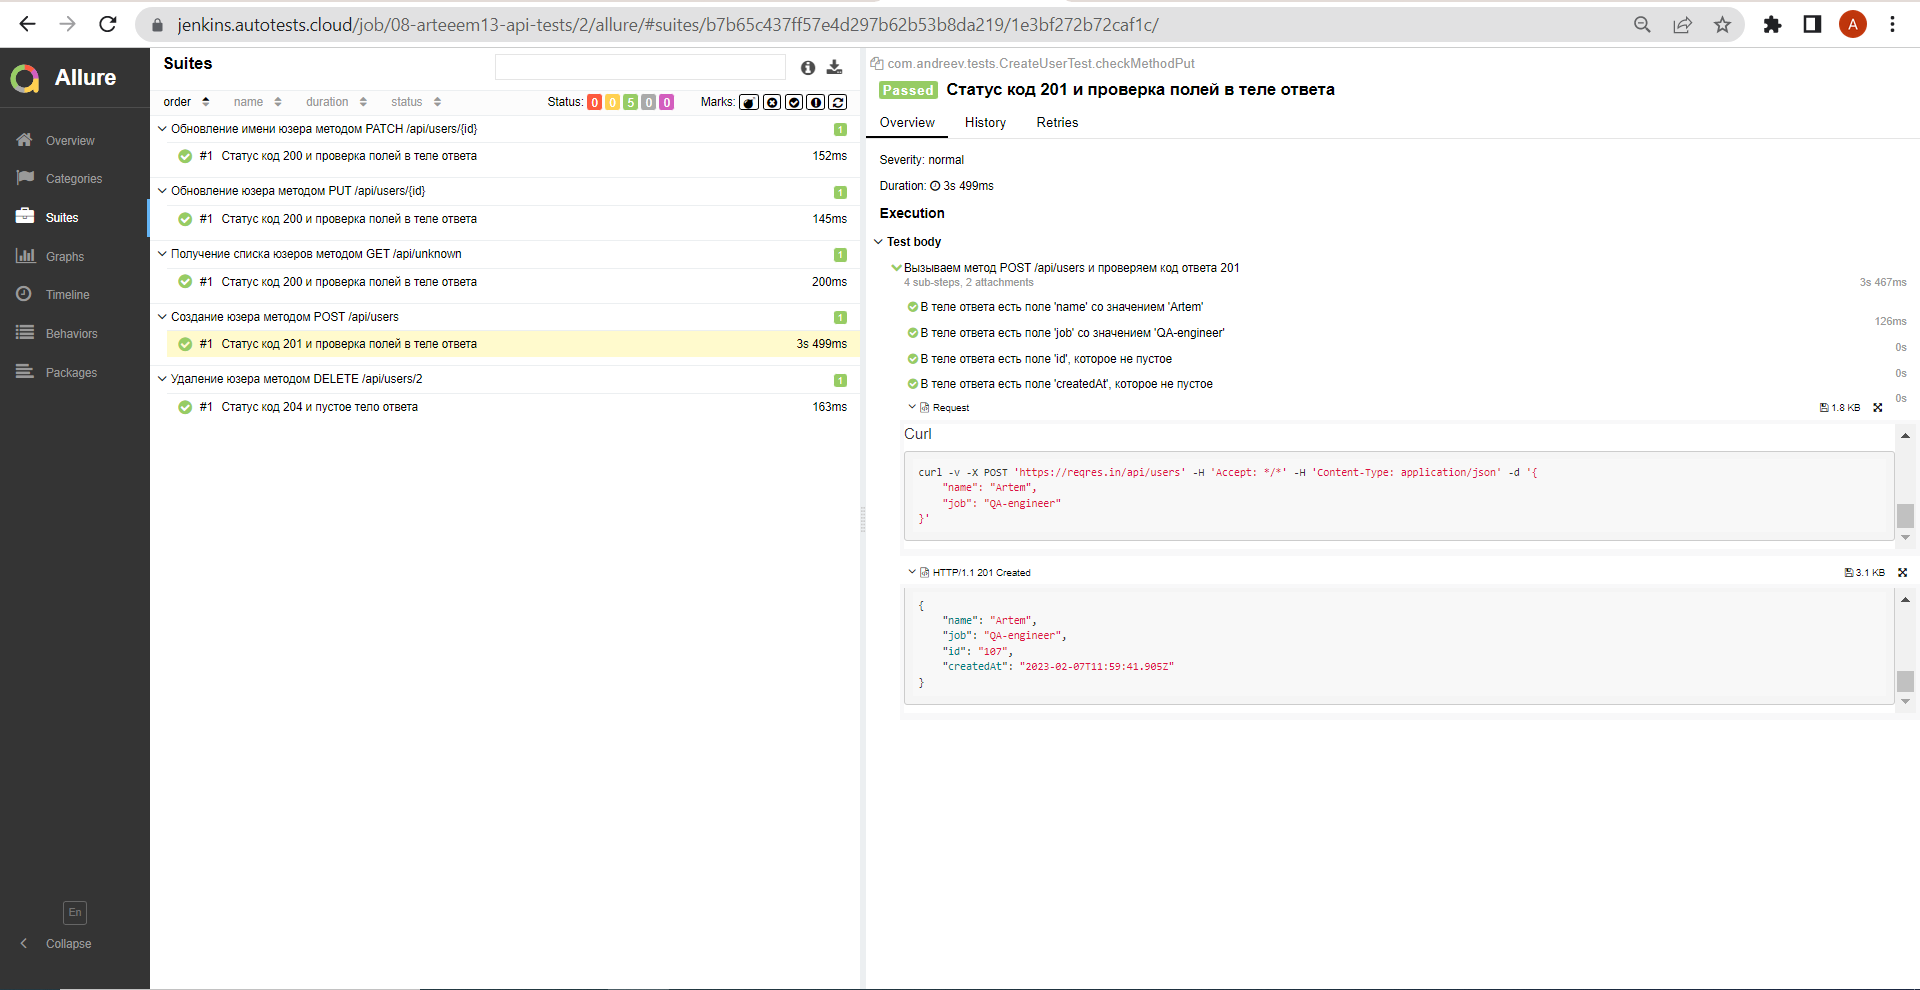 jenkins.autotests.cloud/job/08-arteeem13-api-tests/2/allure/#suites/b7b65c437ff57e4d297b62b53b8da219/1e3bf272b72caf1c/
A
Allure
Overview
Categories
Suites
Graphs
Timeline
Behaviors
Packages
En
Collapse
Suites
order name duration status Status: 0 0 5 0 0 Marks:
Обновление имени юзера методом PATCH /api/users/{id} 1
#1 Статус код 200 и проверка полей в теле ответа 152ms
Обновление юзера методом PUT /api/users/{id} 1
#1 Статус код 200 и проверка полей в теле ответа 145ms
Получение списка юзеров методом GET /api/unknown 1
#1 Статус код 200 и проверка полей в теле ответа 200ms
Создание юзера методом POST /api/users 1
#1 Статус код 201 и проверка полей в теле ответа 3s 499ms
Удаление юзера методом DELETE /api/users/2 1
#1 Статус код 204 и пустое тело ответа 163ms
com.andreev.tests.CreateUserTest.checkMethodPut
Passed Статус код 201 и проверка полей в теле ответа
Overview History Retries
Severity: normal
Duration: 3s 499ms
Execution
Test body
Вызываем метод POST /api/users и проверяем код ответа 201
4 sub-steps, 2 attachments 3s 467ms
В теле ответа есть поле 'name' со значением 'Artem'
126ms
В теле ответа есть поле 'job' со значением 'QA-engineer'
0s
В теле ответа есть поле 'id', которое не пустое
0s
В теле ответа есть поле 'createdAt', которое не пустое
0s
Request 1.8 KB
Curl
curl -v -X POST 'https://reqres.in/api/users' -H 'Accept: */*' -H 'Content-Type: application/json' -d '{
"name": "Artem",
"job": "QA-engineer"
}'
HTTP/1.1 201 Created 3.1 KB
{
"name": "Artem",
"job": "QA-engineer",
"id": "107",
"createdAt": "2023-02-07T11:59:41.905Z"
}